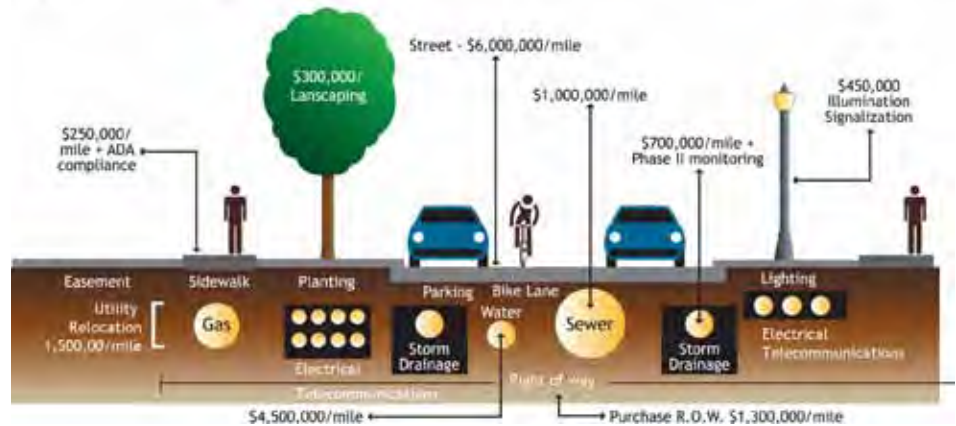 Street - $6,000,000/mile
$300,000/
Lanscaping
$1,000,000/mile
$450,000
Illumination
Signalization
$250,000/
mile + ADA
compliance
$700,000/mile +
Phase II monitoring
Easement
Sidewalk
Planting
Parking
Bike Lane
Lighting
Utility
Relocation
1,500,00/mile
Gas
Water
Sewer
Storm
Drainage
Storm
Drainage
Electrical
Telecommunications
Electrical
Telecommunications
Right of way
$4,500,000/mile
Purchase R.O.W. $1,300,000/mile